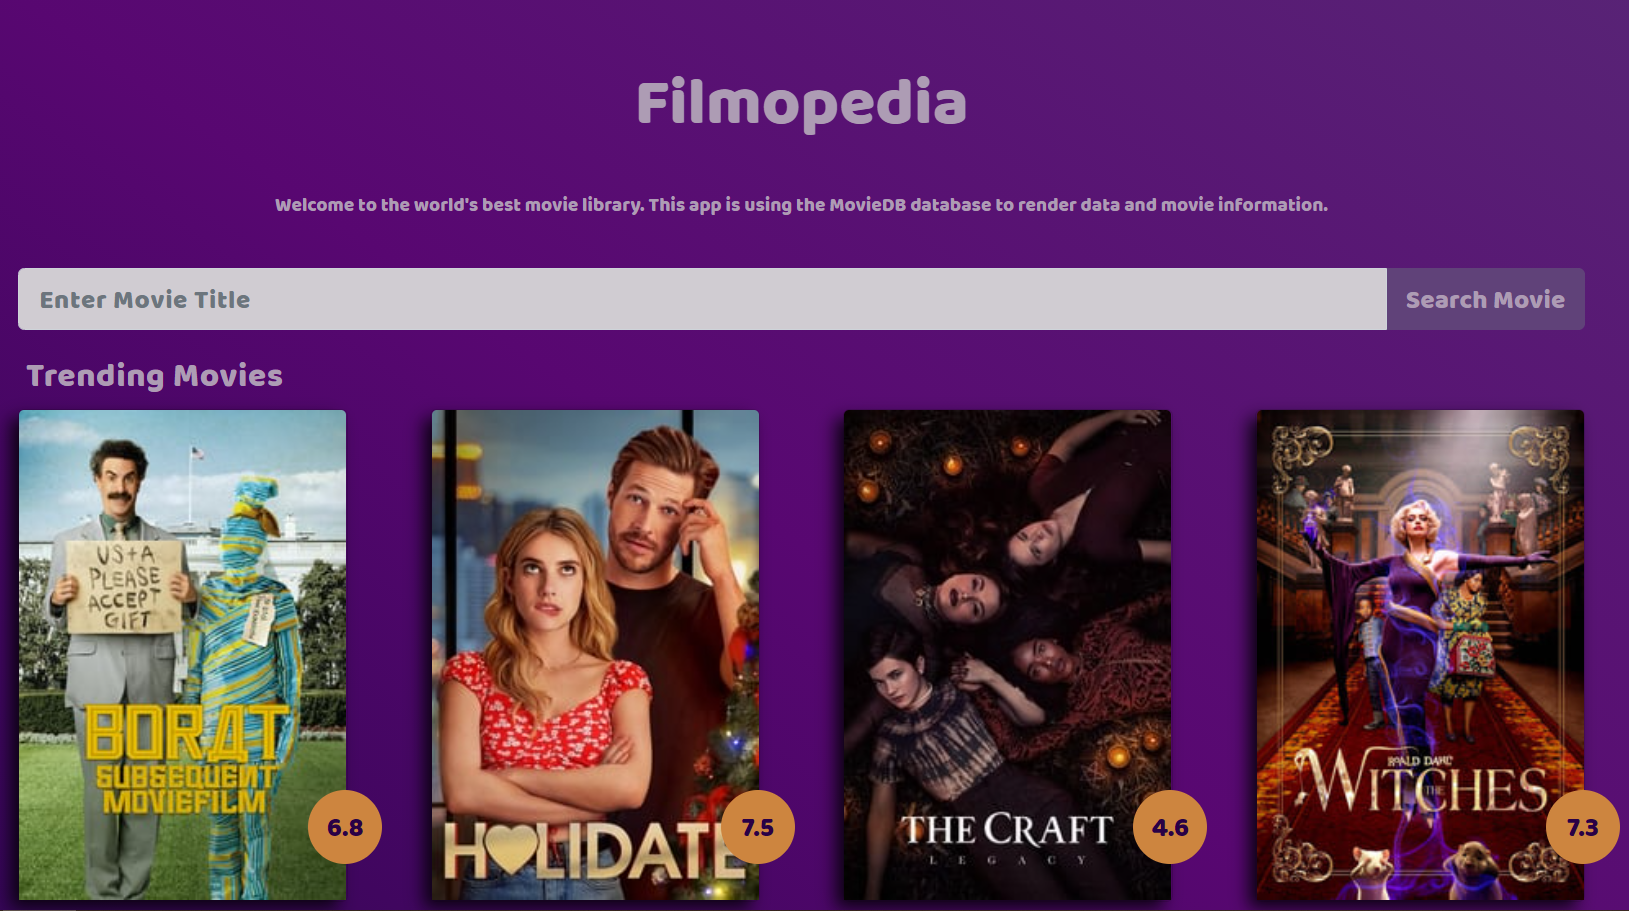 Filmopedia
Welcome to the world's best movie library. This app is using the MovieDB database to render data and movie information.
Enter Movie Title
Search Movie
Trending Movies
US+A
PLEASE
ACCEPT
GIFT
BORAT
SUBSEQUENT
MOVIEFILM
6.8
HOLIDATE
7.5
THE CRAFT
LEGACY
4.6
ROALD DAHL
THE WITCHES
7.3